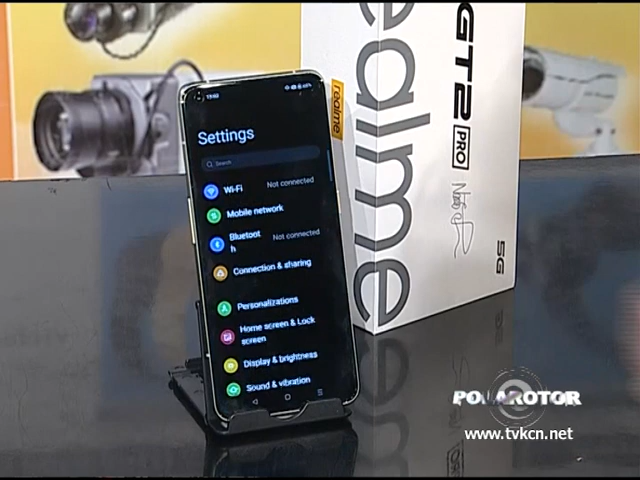 Settings
Search
Wi-Fi Not connected
Mobile network
Bluetoot
h Not connected
Connection & sharing
Personalizations
Home screen & Lock
screen
Display & brightness
Sound & vibration
realme
realme
GT2 PRO
5G
POLAROTOR
www.tvkcn.net